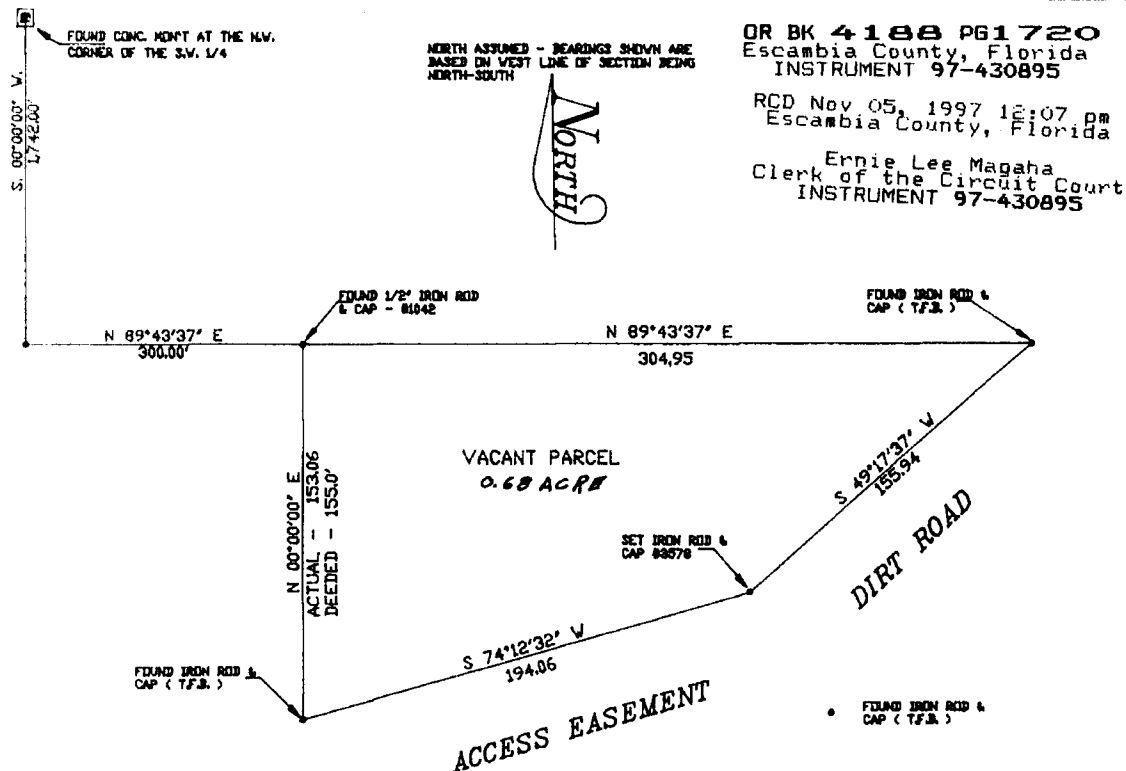 FOUND CONC. MON'T AT THE N.W.
CORNER OF THE S.W. 1/4
S. 00°00'00" W.
1,742.00'
NORTH ASSUMED - BEARINGS SHOWN ARE
BASED ON WEST LINE OF SECTION BEING
NORTH-SOUTH
NORTH
OR BK 4188 PG1720
Escambia County, Florida
INSTRUMENT 97-430895
RCD Nov 05, 1997 12:07 pm
Escambia County, Florida
Ernie Lee Magaha
Clerk of the Circuit Court
INSTRUMENT 97-430895
FOUND 1/2" IRON ROD
& CAP - #1042
FOUND IRON ROD &
CAP ( T.F.B. )
N 89°43'37" E
300.00'
N 89°43'37" E
304.95
N 00°00'00" E
ACTUAL - 153.06
DEEDED - 155.0'
VACANT PARCEL
0.68 ACRE
S 49°17'37" W
155.94
DIRT ROAD
SET IRON ROD &
CAP #3578
S 74°12'32" W
194.06
FOUND IRON ROD &
CAP ( T.F.B. )
ACCESS EASEMENT
FOUND IRON ROD &
CAP ( T.F.B. )